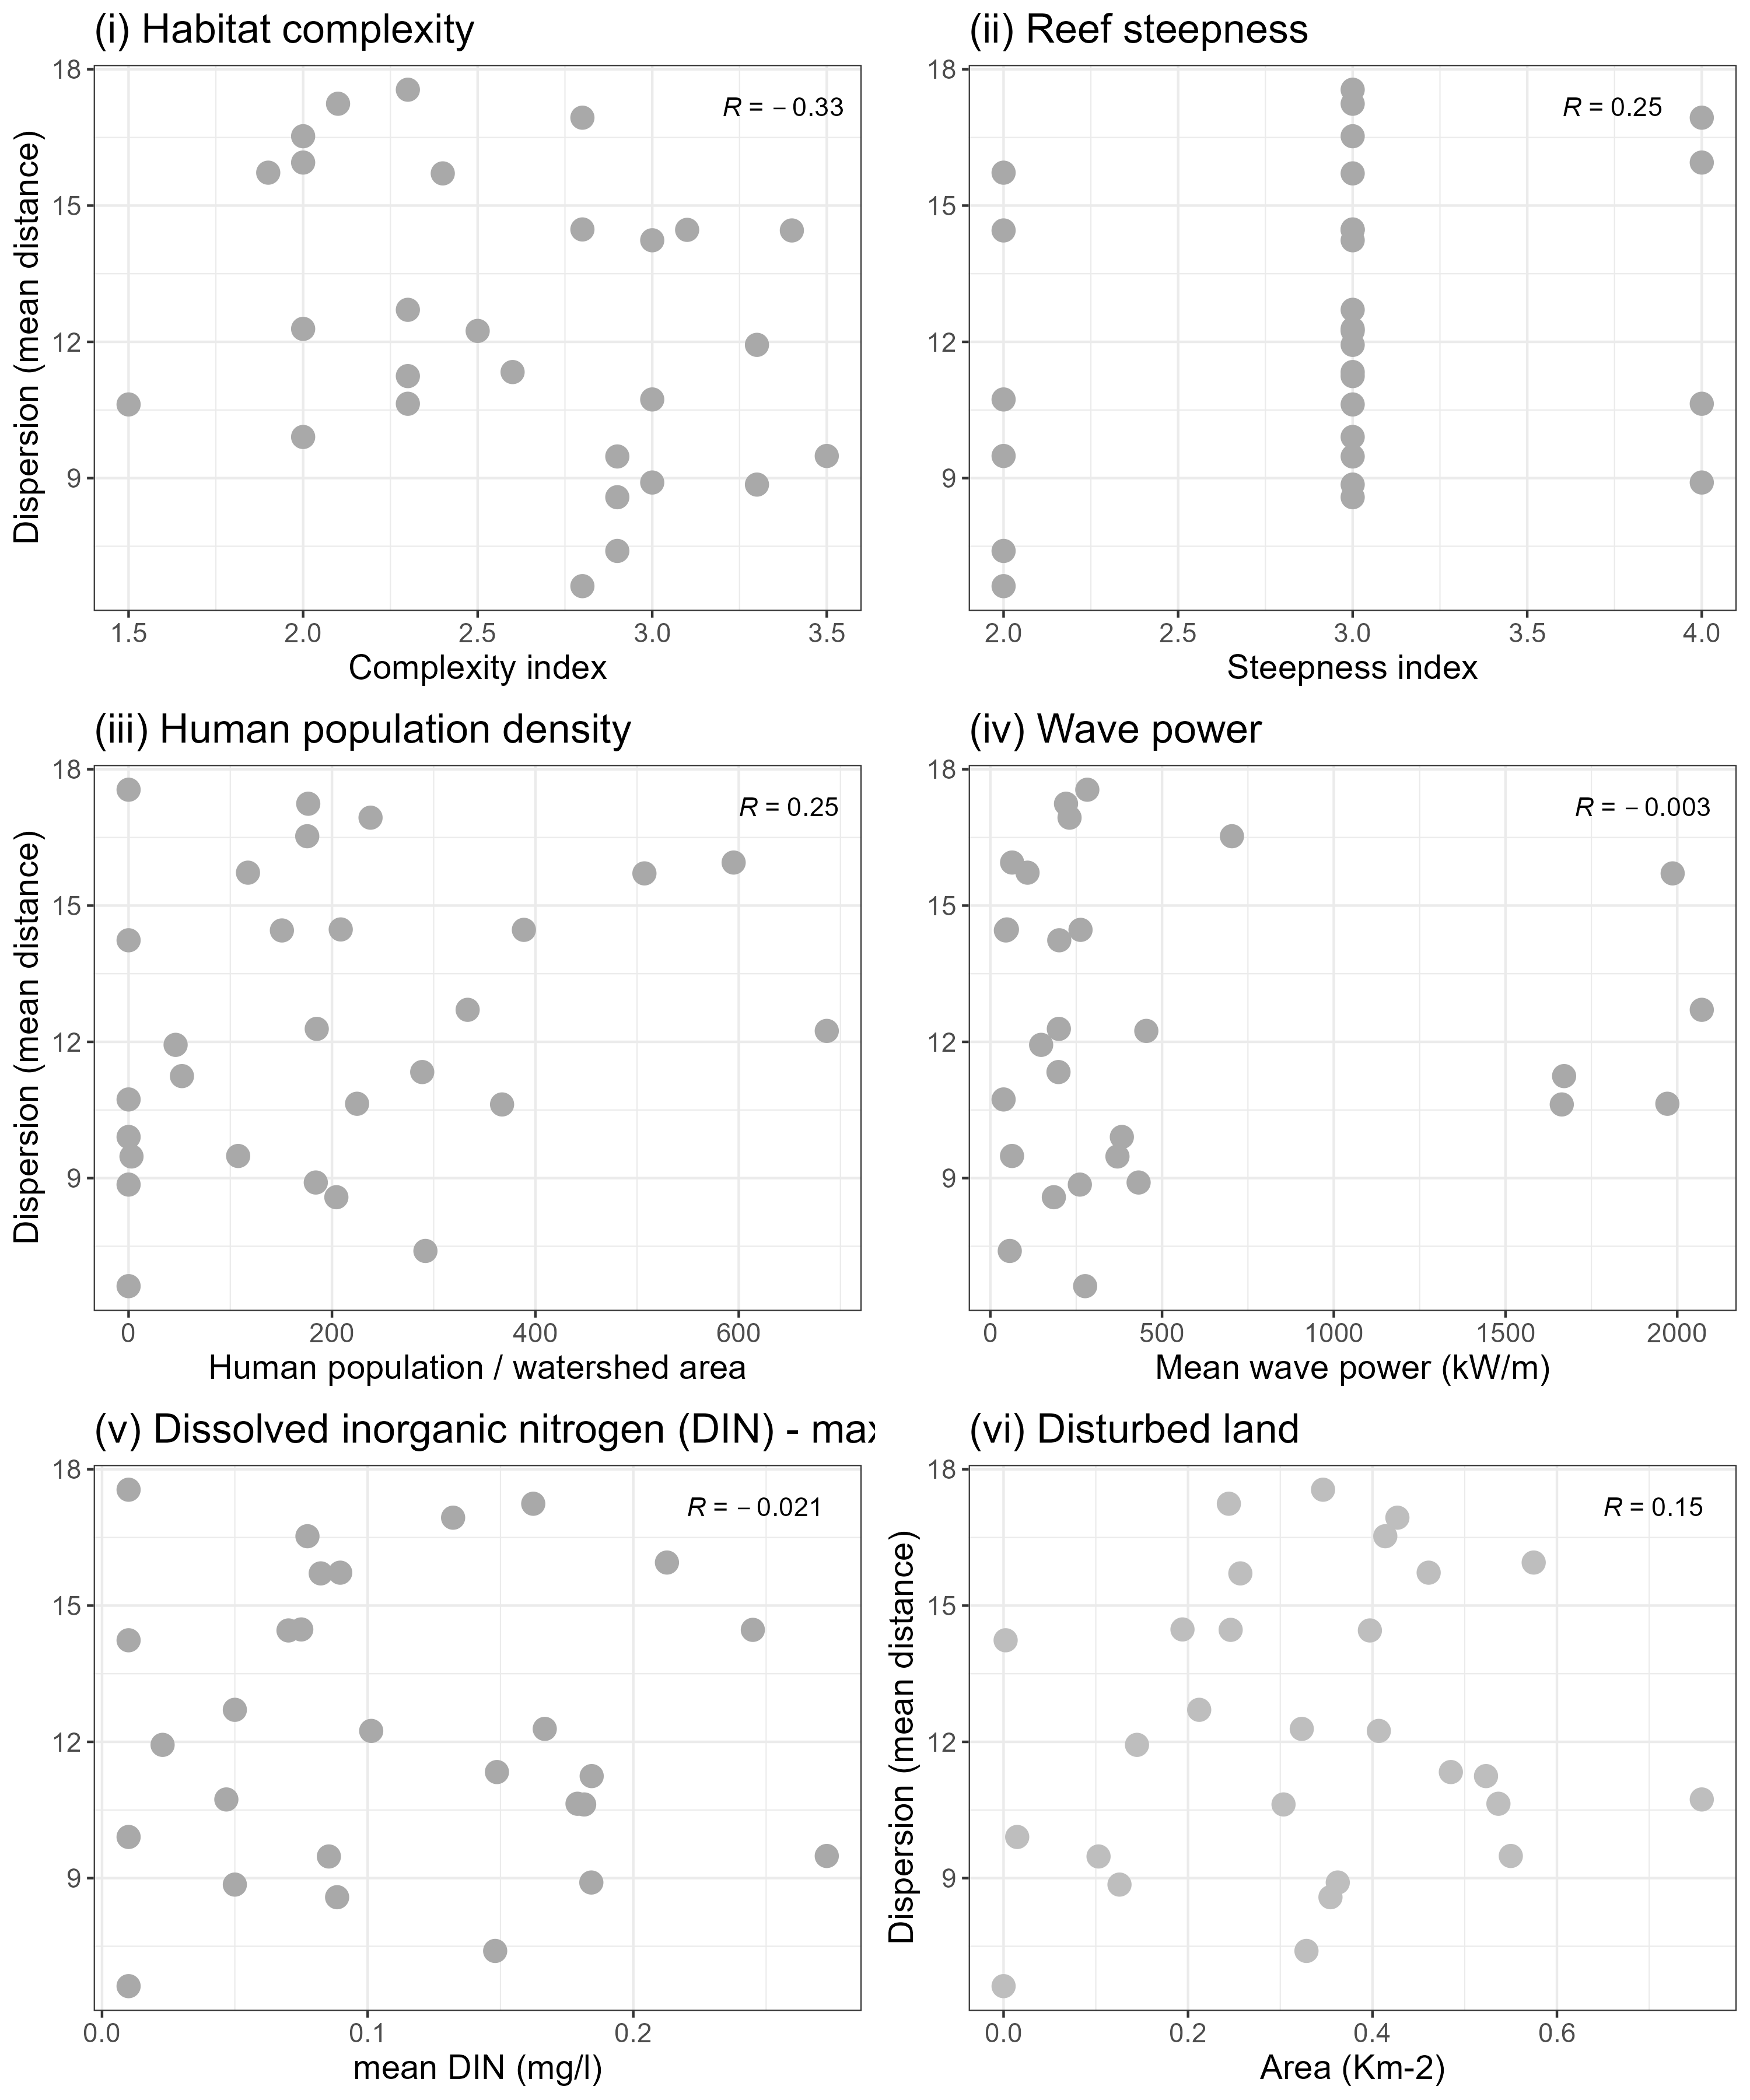 (i) Habitat complexity
R = − 0.33
18
15
12
9
Dispersion (mean distance)
1.5 2.0 2.5 3.0 3.5
Complexity index
(ii) Reef steepness
R = 0.25
18
15
12
9
2.0 2.5 3.0 3.5 4.0
Steepness index
(iii) Human population density
R = 0.25
18
15
12
9
Dispersion (mean distance)
0 200 400 600
Human population / watershed area
(iv) Wave power
R = − 0.003
18
15
12
9
0 500 1000 1500 2000
Mean wave power (kW/m)
(v) Dissolved inorganic nitrogen (DIN) - max
R = − 0.021
18
15
12
9
0.0 0.1 0.2
mean DIN (mg/l)
(vi) Disturbed land
R = 0.15
18
15
12
9
Dispersion (mean distance)
0.0 0.2 0.4 0.6
Area (Km-2)